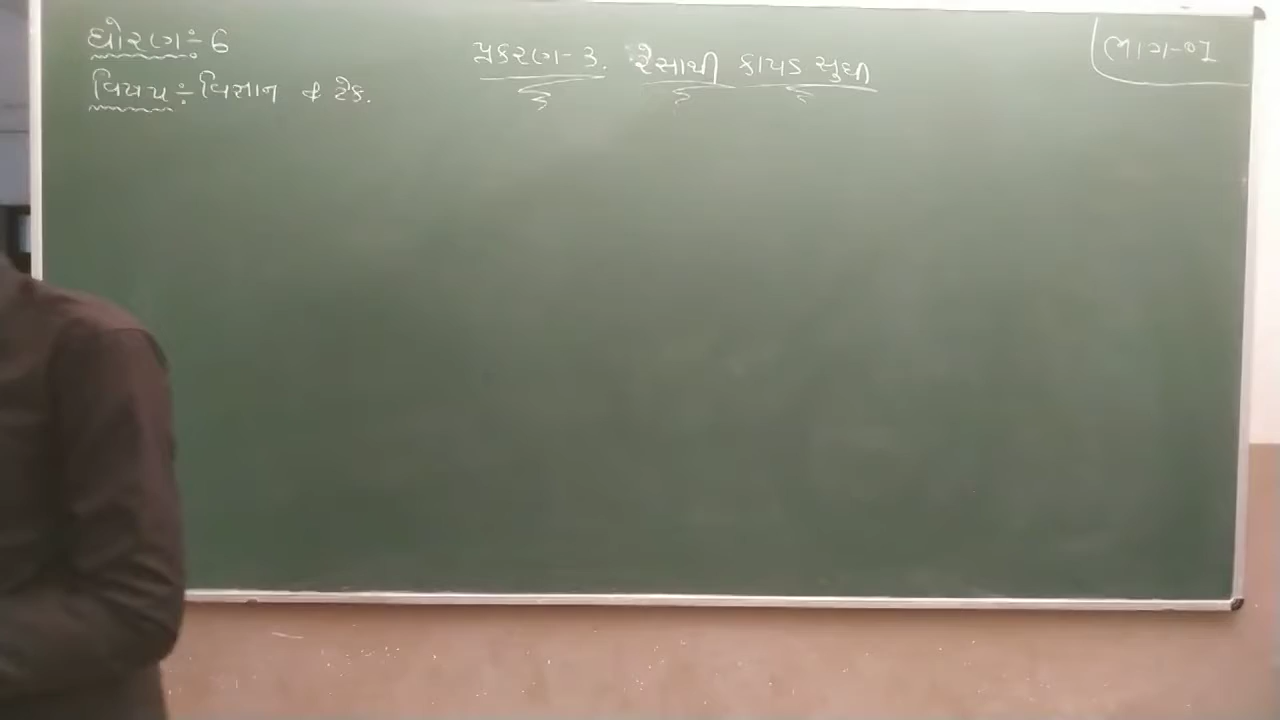 ધોરણ:- 6
વિષય:- વિજ્ઞાન & ટેક.
પ્રકરણ- 3. રેસાથી કાપડ સુધી
ભાગ-01